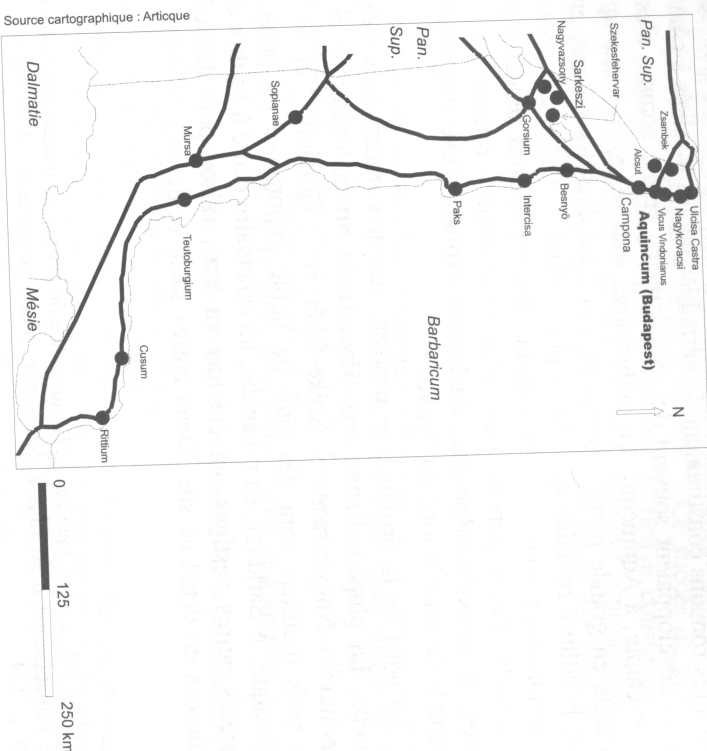 Source cartographique : Articque
Pan. Sup.
Zsambek
Ulcisa Castra
Nagykovacsi
Vicus Vindonianus
Aquincum (Budapest)
Alcsut
Campona
Szekesfehervar
Sarkeszi
Nagyvazsony
Gorsium
Besnyö
Intercisa
Paks
Pan.
Sup.
Barbaricum
N
Sopianae
Mursa
Teutoburgium
Dalmatie
Mésie
Cusum
Rittium
0
125
250 km